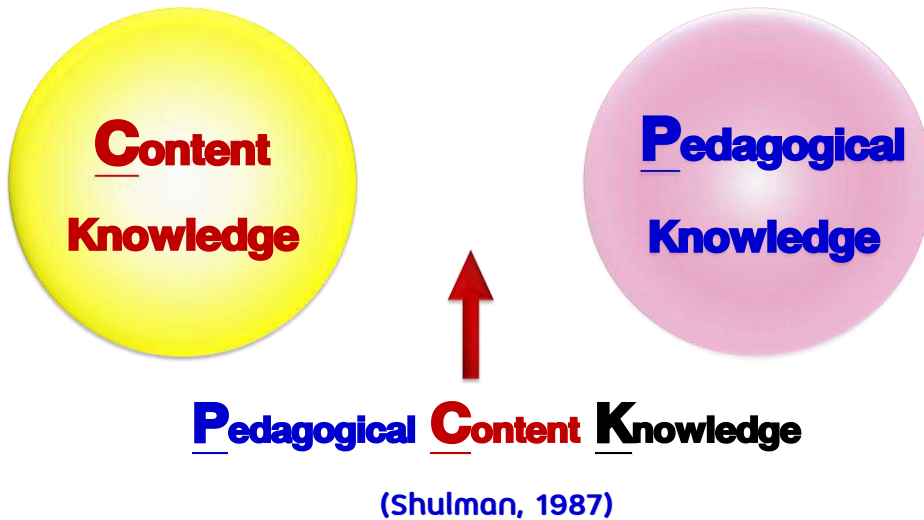 Content
Knowledge
Pedagogical
Knowledge
Pedagogical Content Knowledge
(Shulman, 1987)